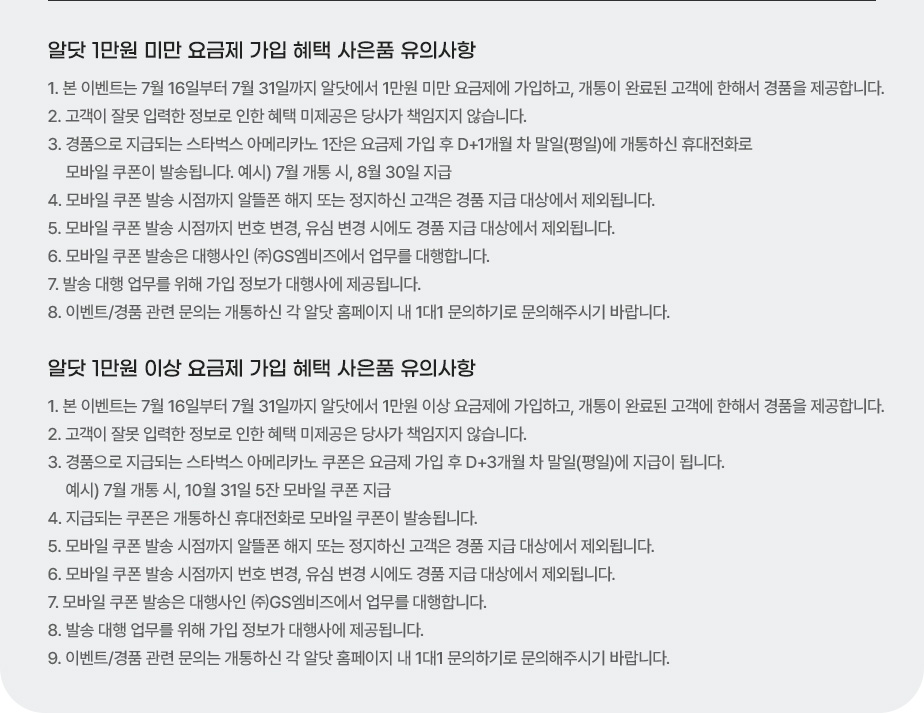 알닷 1만원 미만 요금제 가입 혜택 사은품 유의사항
1. 본 이벤트는 7월 16일부터 7월 31일까지 알닷에서 1만원 미만 요금제에 가입하고, 개통이 완료된 고객에 한해서 경품을 제공합니다.
2. 고객이 잘못 입력한 정보로 인한 혜택 미제공은 당사가 책임지지 않습니다.
3. 경품으로 지급되는 스타벅스 아메리카노 1잔은 요금제 가입 후 D+1개월 차 말일(평일)에 개통하신 휴대전화로
모바일 쿠폰이 발송됩니다. 예시) 7월 개통 시, 8월 30일 지급
4. 모바일 쿠폰 발송 시점까지 알뜰폰 해지 또는 정지하신 고객은 경품 지급 대상에서 제외됩니다.
5. 모바일 쿠폰 발송 시점까지 번호 변경, 유심 변경 시에도 경품 지급 대상에서 제외됩니다.
6. 모바일 쿠폰 발송은 대행사인 ㈜GS엠비즈에서 업무를 대행합니다.
7. 발송 대행 업무를 위해 가입 정보가 대행사에 제공됩니다.
8. 이벤트/경품 관련 문의는 개통하신 각 알닷 홈페이지 내 1대1 문의하기로 문의해주시기 바랍니다.
알닷 1만원 이상 요금제 가입 혜택 사은품 유의사항
1. 본 이벤트는 7월 16일부터 7월 31일까지 알닷에서 1만원 이상 요금제에 가입하고, 개통이 완료된 고객에 한해서 경품을 제공합니다.
2. 고객이 잘못 입력한 정보로 인한 혜택 미제공은 당사가 책임지지 않습니다.
3. 경품으로 지급되는 스타벅스 아메리카노 쿠폰은 요금제 가입 후 D+3개월 차 말일(평일)에 지급이 됩니다.
예시) 7월 개통 시, 10월 31일 5잔 모바일 쿠폰 지급
4. 지급되는 쿠폰은 개통하신 휴대전화로 모바일 쿠폰이 발송됩니다.
5. 모바일 쿠폰 발송 시점까지 알뜰폰 해지 또는 정지하신 고객은 경품 지급 대상에서 제외됩니다.
6. 모바일 쿠폰 발송 시점까지 번호 변경, 유심 변경 시에도 경품 지급 대상에서 제외됩니다.
7. 모바일 쿠폰 발송은 대행사인 ㈜GS엠비즈에서 업무를 대행합니다.
8. 발송 대행 업무를 위해 가입 정보가 대행사에 제공됩니다.
9. 이벤트/경품 관련 문의는 개통하신 각 알닷 홈페이지 내 1대1 문의하기로 문의해주시기 바랍니다.